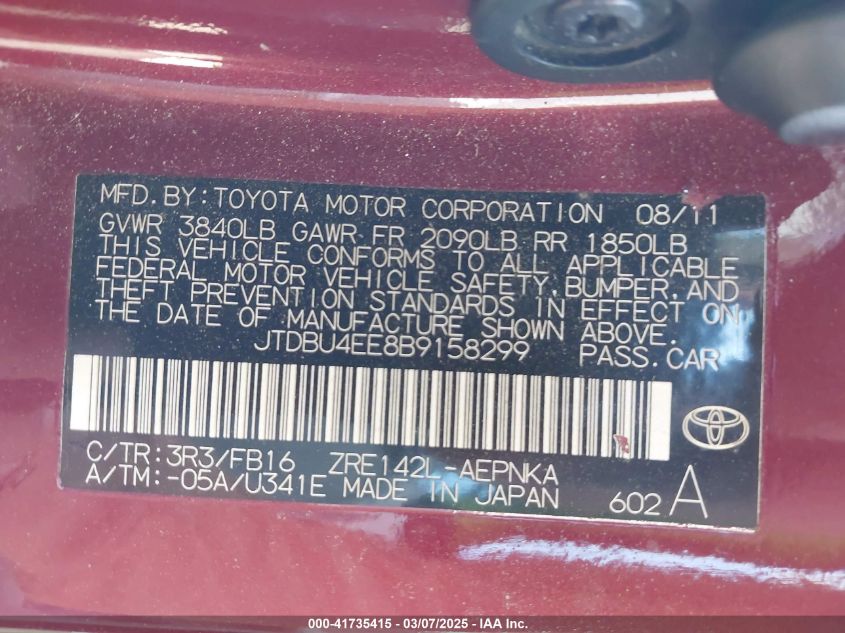 MFD. BY: TOYOTA MOTOR CORPORATION 08/11
GVWR 3840LB GAWR FR 2090LB RR 1850LB
THIS VEHICLE CONFORMS TO ALL APPLICABLE
FEDERAL MOTOR VEHICLE SAFETY, BUMPER, AND
THEFT PREVENTION STANDARDS IN EFFECT ON
THE DATE OF MANUFACTURE SHOWN ABOVE.
JTDBU4EE8B9158299 PASS. CAR
C/TR: 3R3/FB16 ZRE142L-AEPNKA
A/TM: -05A/U341E MADE IN JAPAN 602 A
000-41735415 - 03/07/2025 - IAA Inc.